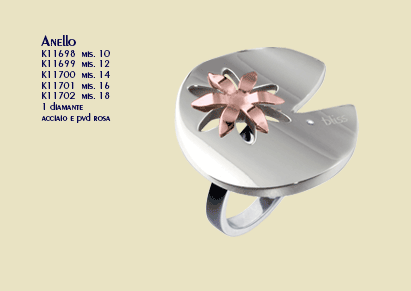 Anello
K11698 mis. 10
K11699 mis. 12
K11700 mis. 14
K11701 mis. 16
K11702 mis. 18
1 diamante
acciaio e pvd rosa
bliss